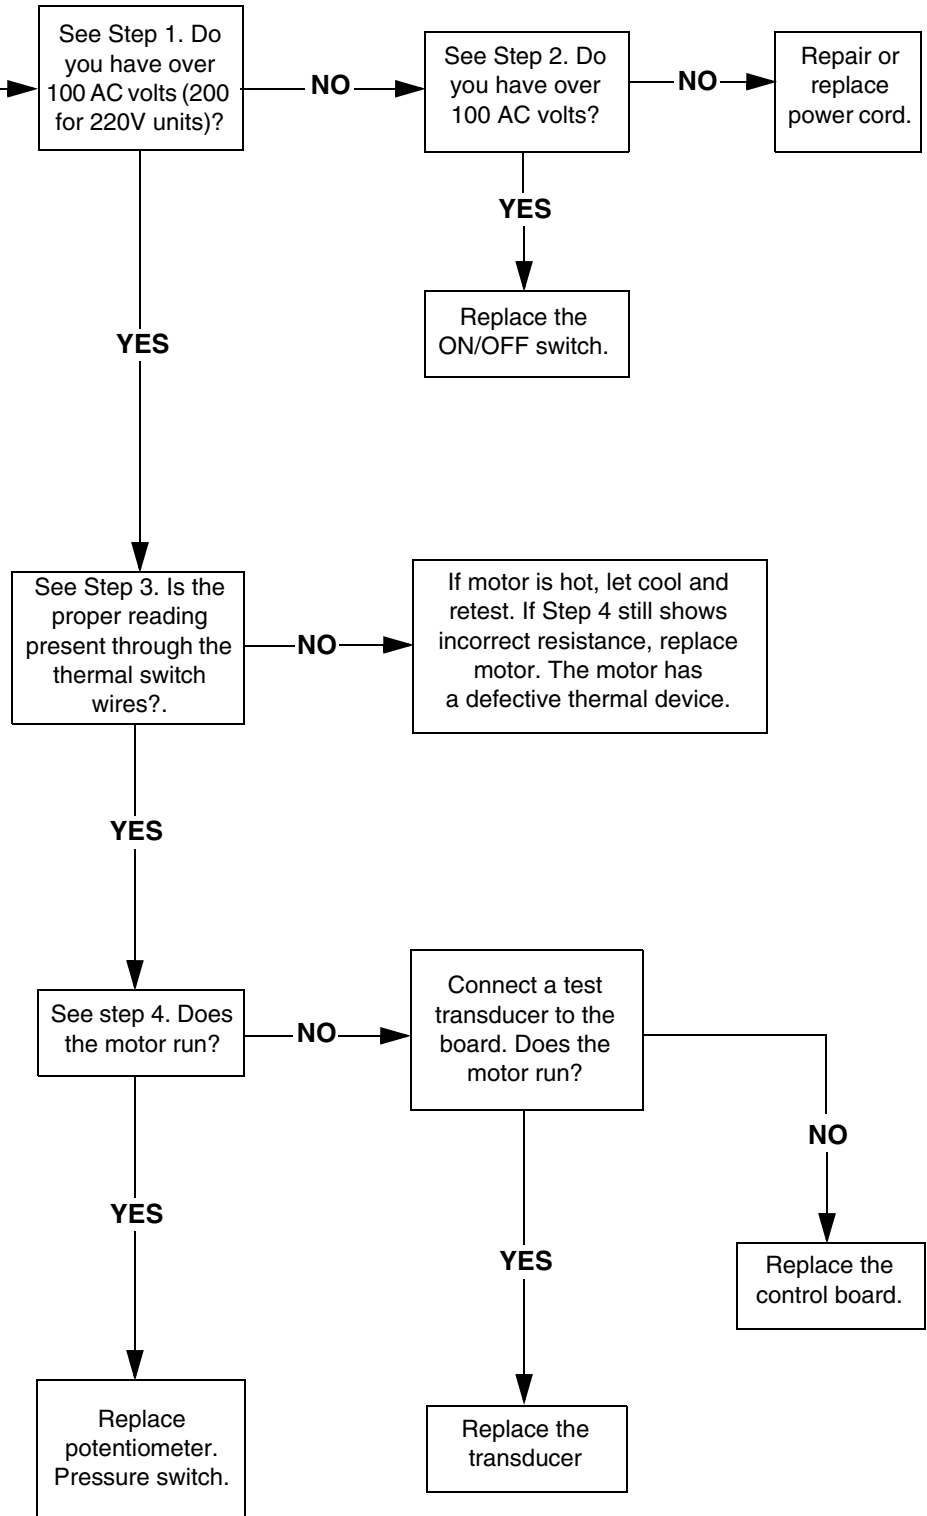 See Step 1. Do
you have over
100 AC volts (200
for 220V units)?
NO
See Step 2. Do
you have over
100 AC volts?
NO
Repair or
replace
power cord.
YES
Replace the
ON/OFF switch.
YES
See Step 3. Is the
proper reading
present through the
thermal switch
wires?.
NO
If motor is hot, let cool and
retest. If Step 4 still shows
incorrect resistance, replace
motor. The motor has
a defective thermal device.
YES
See step 4. Does
the motor run?
NO
Connect a test
transducer to the
board. Does the
motor run?
NO
Replace the
control board.
YES
Replace the
transducer
YES
Replace
potentiometer.
Pressure switch.